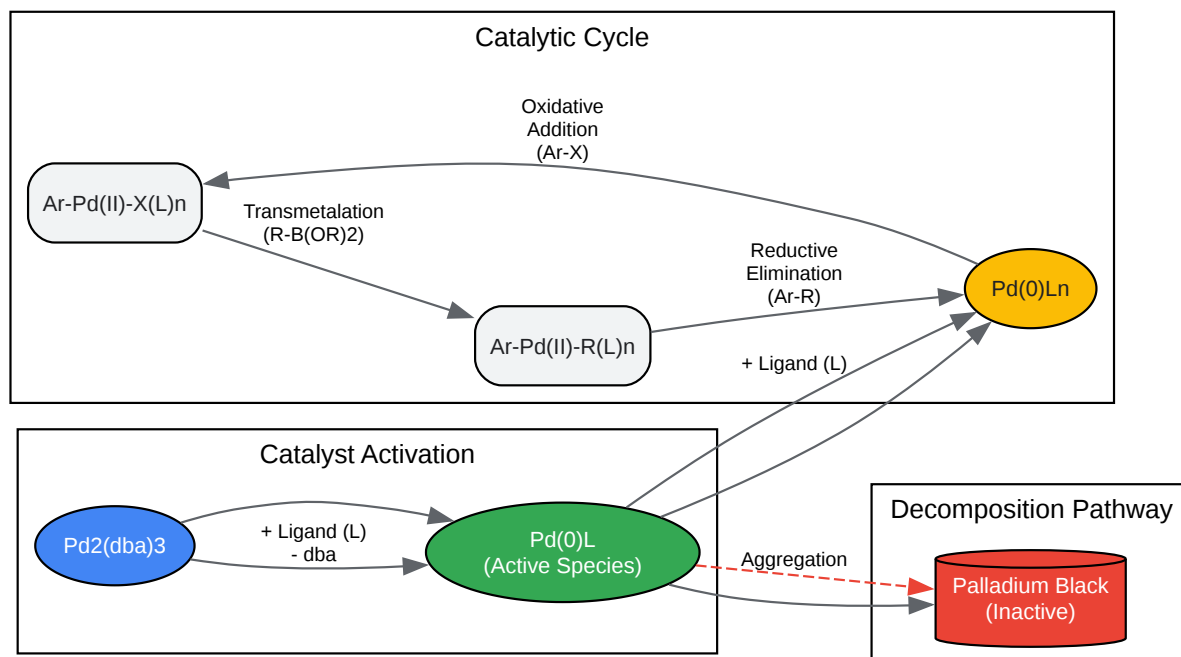 Catalytic Cycle
Oxidative
Addition
(Ar-X)
Ar-Pd(II)-X(L)n
Transmetalation
(R-B(OR)2)
Reductive
Elimination
(Ar-R)
Pd(0)Ln
Ar-Pd(II)-R(L)n
+ Ligand (L)
Catalyst Activation
Pd2(dba)3
+ Ligand (L)
- dba
Pd(0)L
(Active Species)
Decomposition Pathway
Aggregation
Palladium Black
(Inactive)